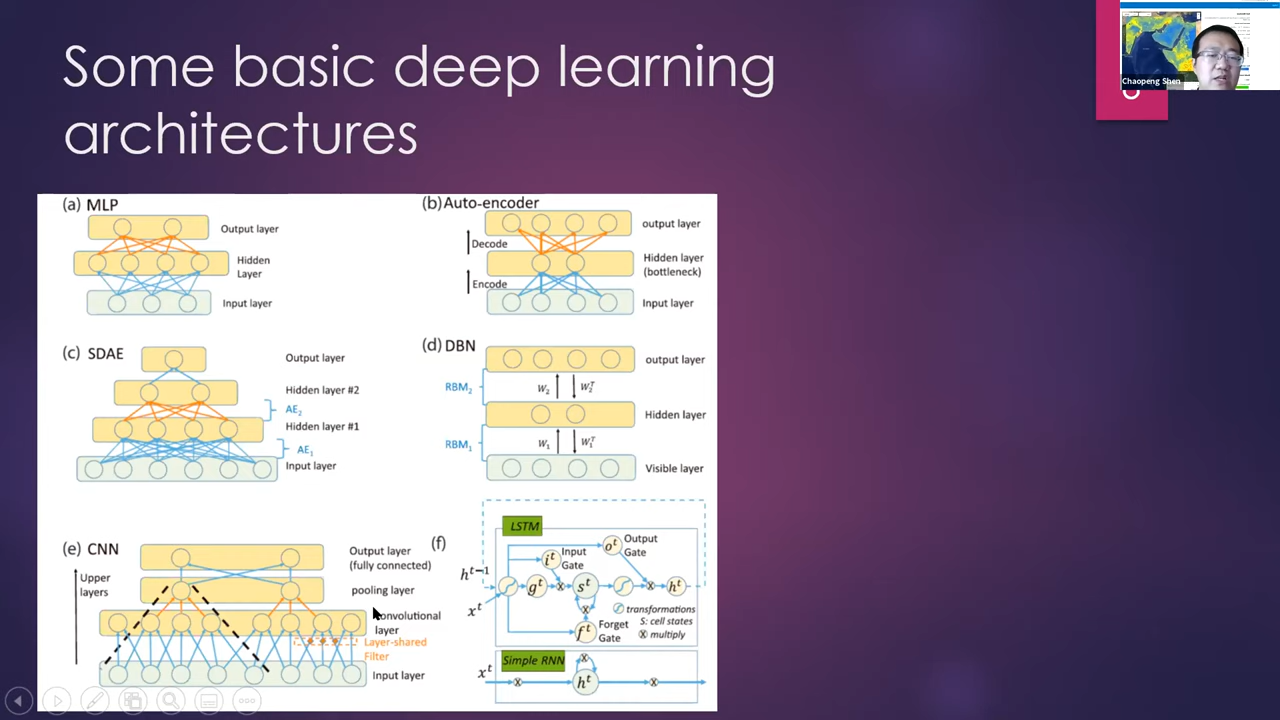 Some basic deep learning
architectures
Chaopeng Shen
(a) MLP
Output layer
Hidden
Layer
Input layer
(b) Auto-encoder
output layer
Decode
Hidden layer
(bottleneck)
Encode
Input layer
(c) SDAE
Output layer
Hidden layer #2
AE₂
Hidden layer #1
AE₁
Input layer
(d) DBN
output layer
RBM₂
W₂ W₂ᵀ
Hidden layer
RBM₁
W₁ W₁ᵀ
Visible layer
(e) CNN
Output layer
(fully connected)
Upper
layers
pooling layer
onvolutional
layer
Layer-shared
Filter
Input layer
(f)
LSTM
Output
Gate
oᵗ
Input
Gate
iᵗ
hᵗ⁻¹
gᵗ
sᵗ
hᵗ
xᵗ
transformations
S: cell states
multiply
fᵗ
Forget
Gate
Simple RNN
xᵗ
hᵗ